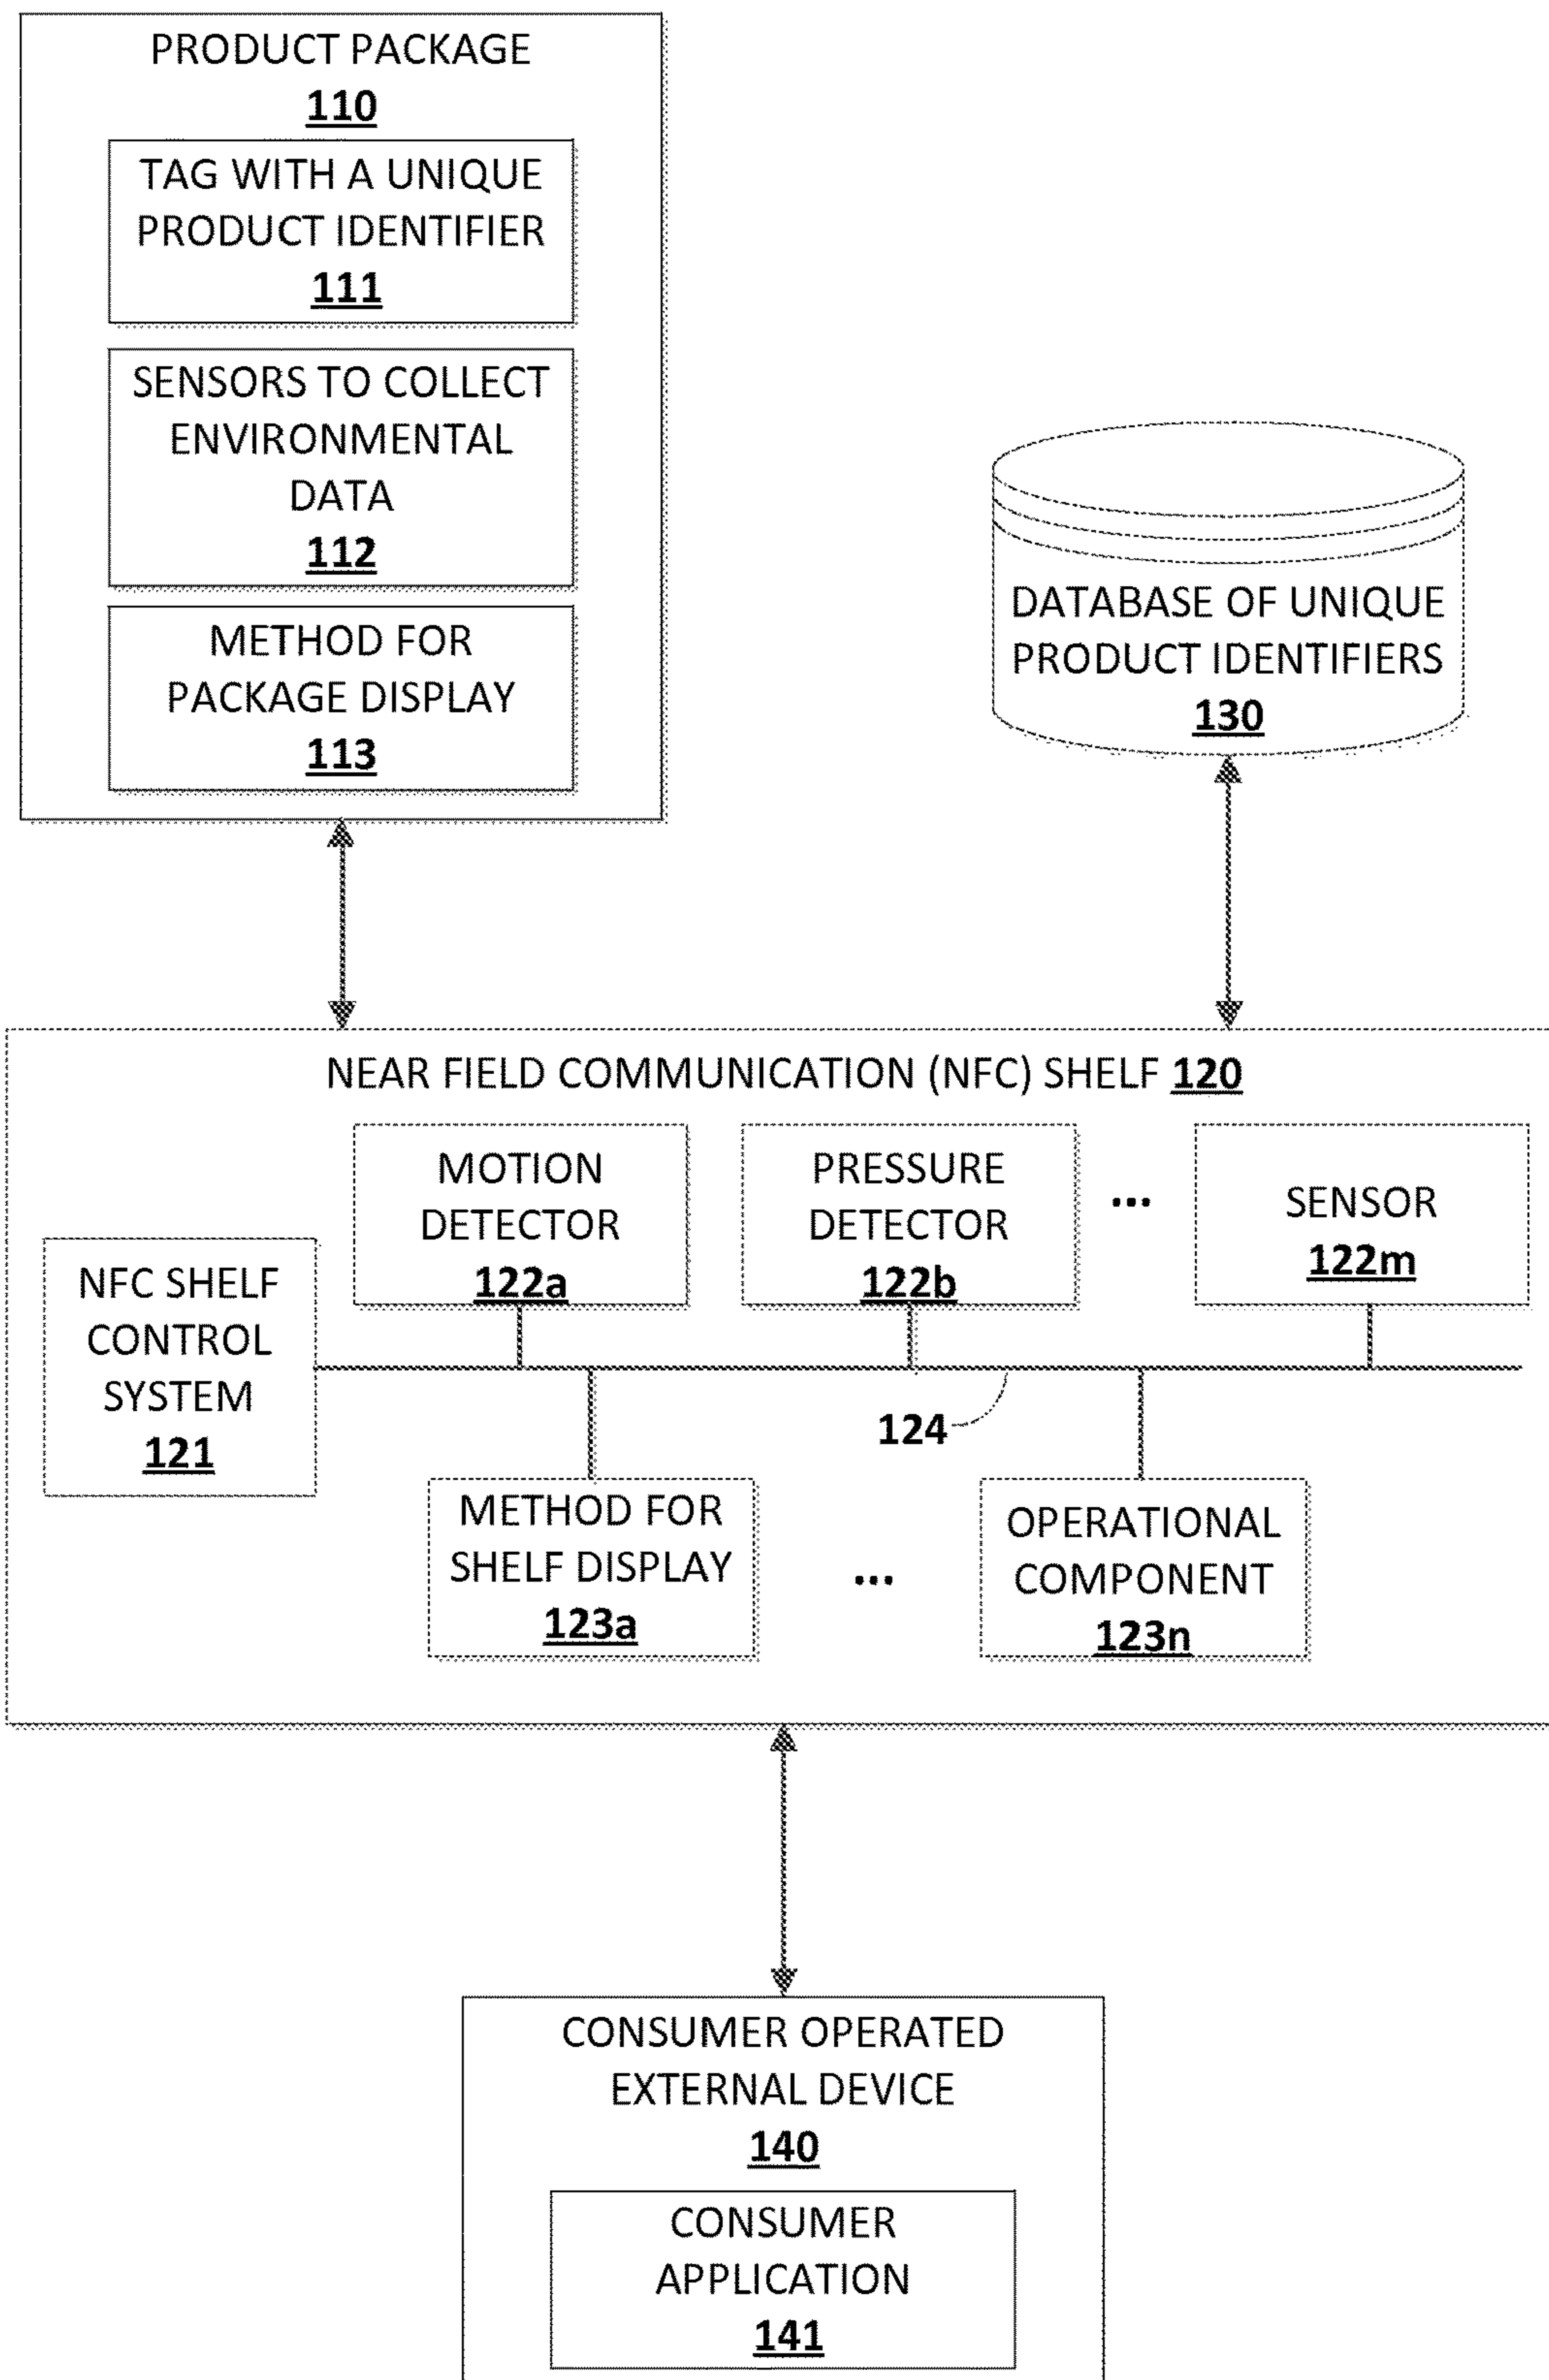 PRODUCT PACKAGE
110
TAG WITH A UNIQUE
PRODUCT IDENTIFIER
111
SENSORS TO COLLECT
ENVIRONMENTAL
DATA
112
METHOD FOR
PACKAGE DISPLAY
113
DATABASE OF UNIQUE
PRODUCT IDENTIFIERS
130
NEAR FIELD COMMUNICATION (NFC) SHELF 120
MOTION
DETECTOR
122a
PRESSURE
DETECTOR
122b
...
SENSOR
122m
NFC SHELF
CONTROL
SYSTEM
121
124
METHOD FOR
SHELF DISPLAY
123a
...
OPERATIONAL
COMPONENT
123n
CONSUMER OPERATED
EXTERNAL DEVICE
140
CONSUMER
APPLICATION
141